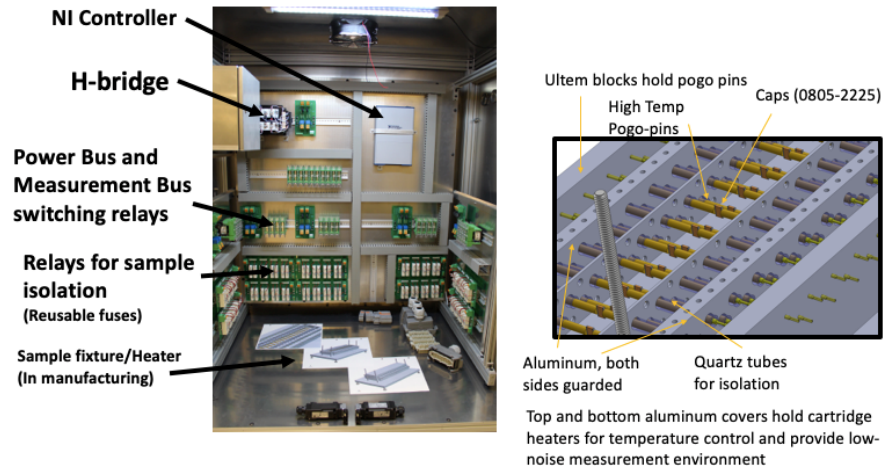 NI Controller
H-bridge
Power Bus and
Measurement Bus
switching relays
Relays for sample
isolation
(Reusable fuses)
Sample fixture/Heater
(In manufacturing)
Ultem blocks hold pogo pins
High Temp
Pogo-pins
Caps (0805-2225)
Aluminum, both
sides guarded
Quartz tubes
for isolation
Top and bottom aluminum covers hold cartridge
heaters for temperature control and provide low-
noise measurement environment